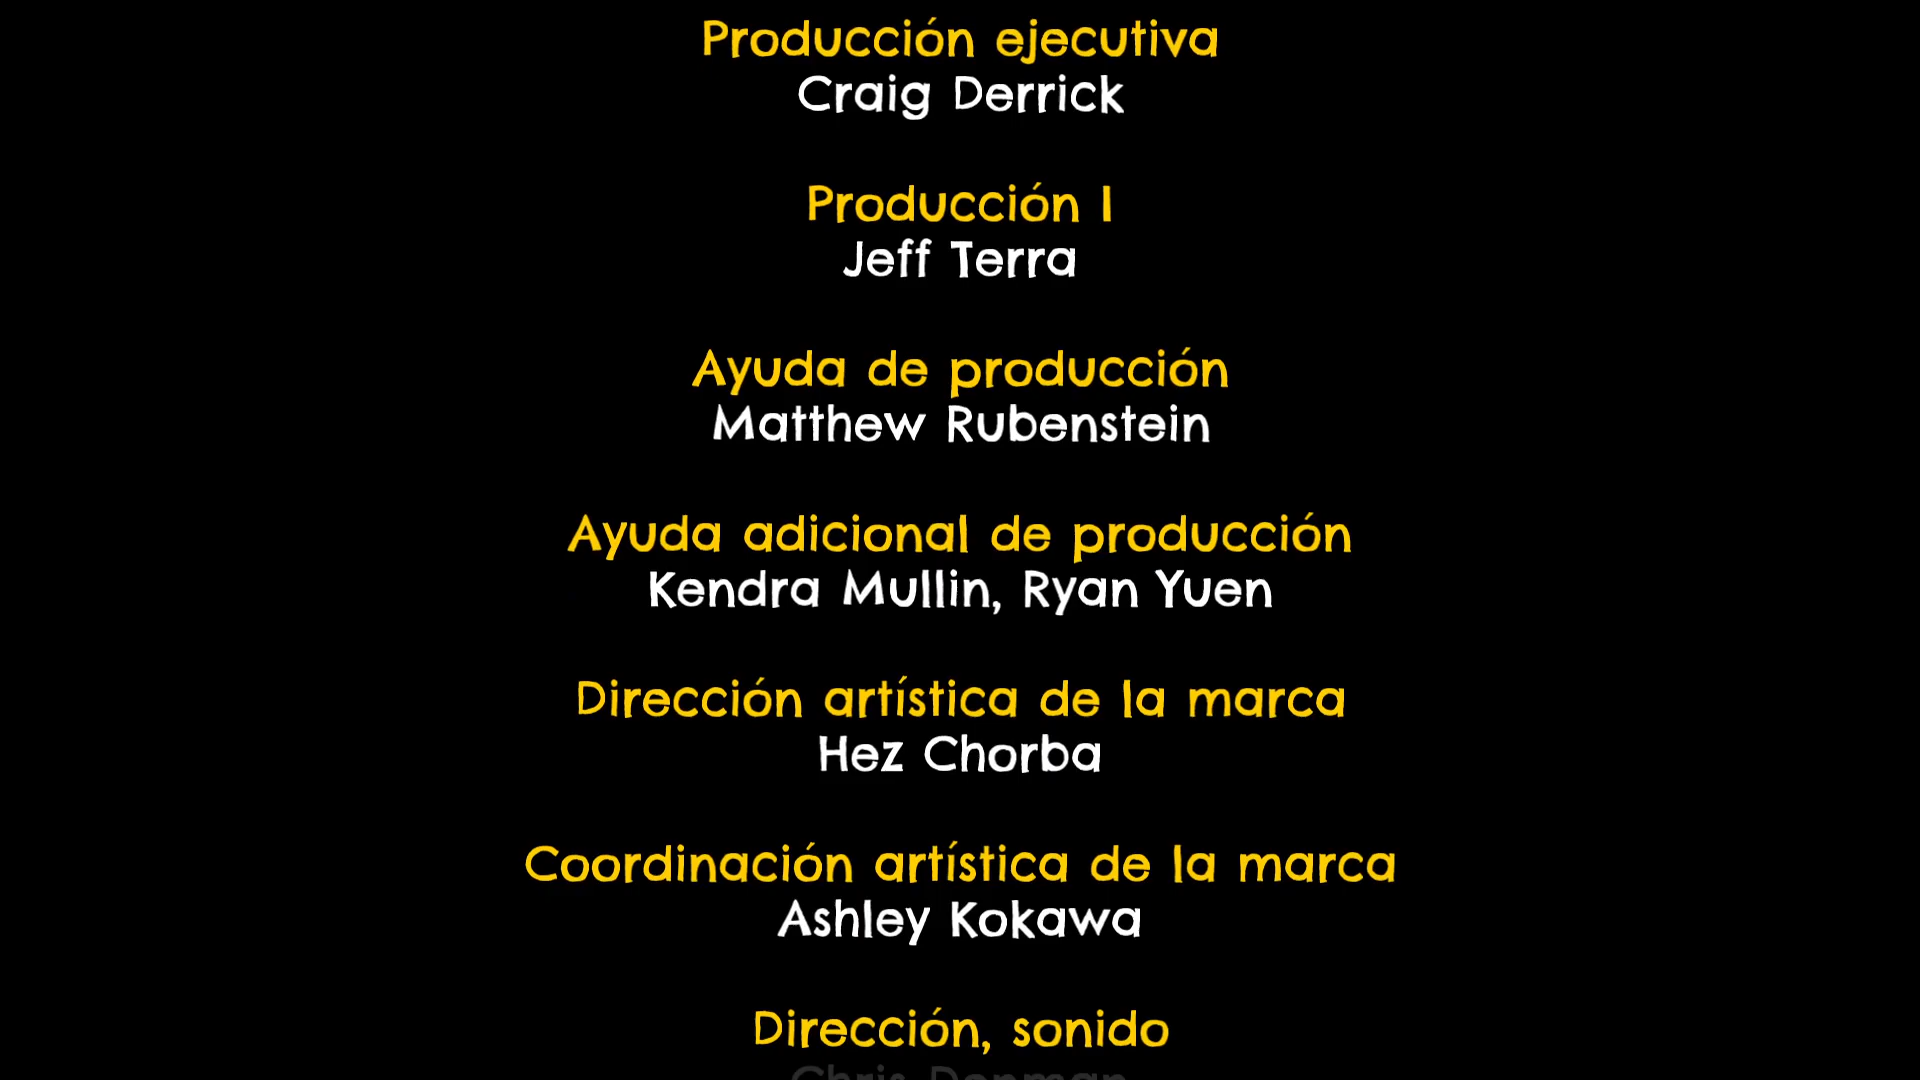 Producción ejecutiva
Craig Derrick
Producción I
Jeff Terra
Ayuda de producción
Matthew Rubenstein
Ayuda adicional de producción
Kendra Mullin, Ryan Yuen
Dirección artística de la marca
Hez Chorba
Coordinación artística de la marca
Ashley Kokawa
Dirección, sonido
Chris